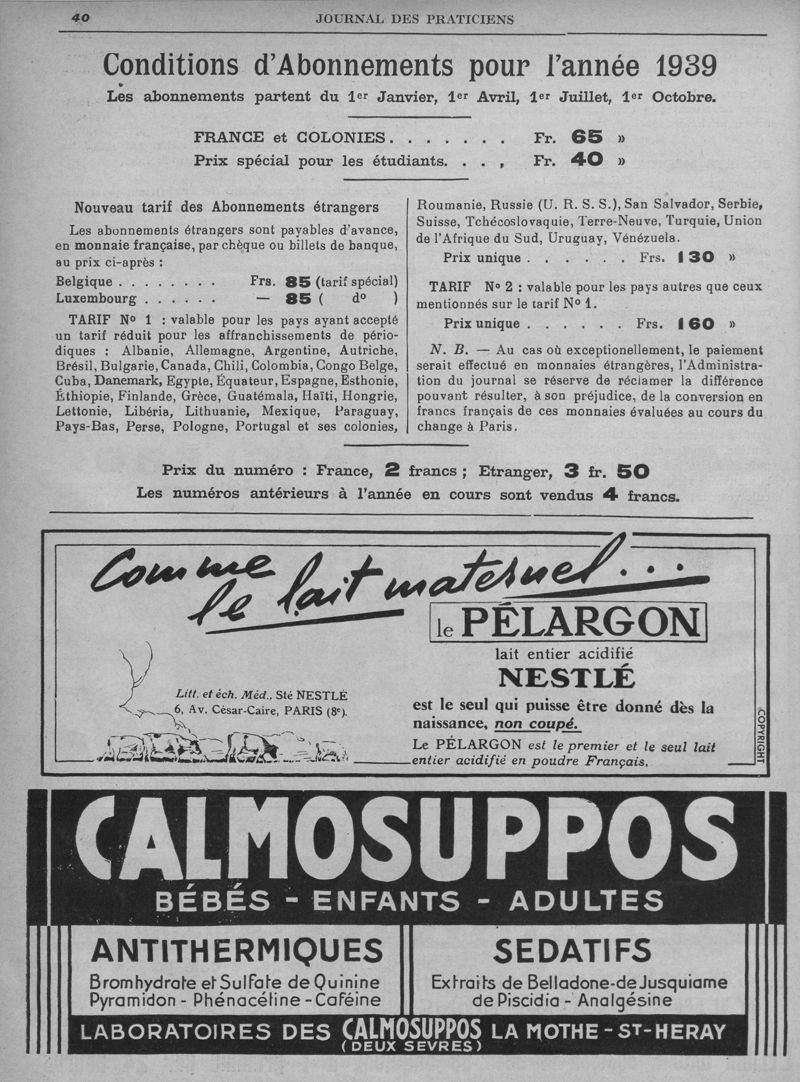 40
JOURNAL DES PRATICIENS
Conditions d'Abonnements pour l'année 1939
Les abonnements partent du 1er Janvier, 1er Avril, 1er Juillet, 1er Octobre.
FRANCE et COLONIES. . . . . . . Fr. 65 »
Prix spécial pour les étudiants. . . , Fr. 40 »
Nouveau tarif des Abonnements étrangers
Les abonnements étrangers sont payables d'avance,
en monnaie française, par chèque ou billets de banque,
au prix ci-après :
Belgique . . . . . . . . Frs. 85 (tarif spécial)
Luxembourg . . . . . . — 85 ( do )
TARIF No 1 : valable pour les pays ayant accepté
un tarif réduit pour les affranchissements de pério-
diques : Albanie, Allemagne, Argentine, Autriche,
Brésil, Bulgarie, Canada, Chili, Colombia, Congo Belge,
Cuba, Danemark, Egypte, Équateur, Espagne, Esthonie,
Éthiopie, Finlande, Grèce, Guatémala, Haïti, Hongrie,
Lettonie, Libéria, Lithuanie, Mexique, Paraguay,
Pays-Bas, Perse, Pologne, Portugal et ses colonies,
Roumanie, Russie (U. R. S. S.), San Salvador, Serbie,
Suisse, Tchécoslovaquie, Terre-Neuve, Turquie, Union
de l'Afrique du Sud, Uruguay, Vénézuela.
Prix unique . . . . . . Frs. 130 »
TARIF No 2 : valable pour les pays autres que ceux
mentionnés sur le tarif No 1.
Prix unique . . . . . . Frs. 160 »
N. B. — Au cas où exceptionellement, le paiement
serait effectué en monnaies étrangères, l'Administra-
tion du journal se réserve de réclamer la différence
pouvant résulter, à son préjudice, de la conversion en
francs français de ces monnaies évaluées au cours du
change à Paris.
Prix du numéro : France, 2 francs ; Etranger, 3 fr. 50
Les numéros antérieurs à l'année en cours sont vendus 4 francs.
Comme
le lait maternel...
le PÉLARGON
lait entier acidifié
NESTLÉ
est le seul qui puisse être donné dès la
naissance, non coupé.
Le PÉLARGON est le premier et le seul lait
entier acidifié en poudre Français.
Litt. et éch. Méd., Sté NESTLÉ
6, Av. César-Caire, PARIS (8e).
COPYRIGHT
CALMOSUPPOS
BÉBÉS - ENFANTS - ADULTES
ANTITHERMIQUES
Bromhydrate et Sulfate de Quinine
Pyramidon - Phénacétine - Caféine
SEDATIFS
Extraits de Belladone-de Jusquiame
de Piscidia - Analgésine
LABORATOIRES DES CALMOSUPPOS LA MOTHE - ST-HERAY
(DEUX SEVRES)